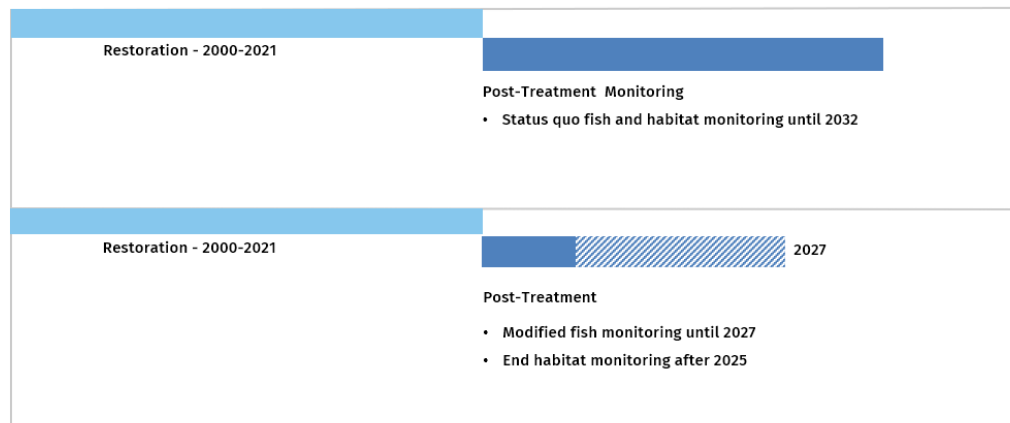 Restoration - 2000-2021
Post-Treatment Monitoring
• Status quo fish and habitat monitoring until 2032
Restoration - 2000-2021
2027
Post-Treatment
• Modified fish monitoring until 2027
• End habitat monitoring after 2025